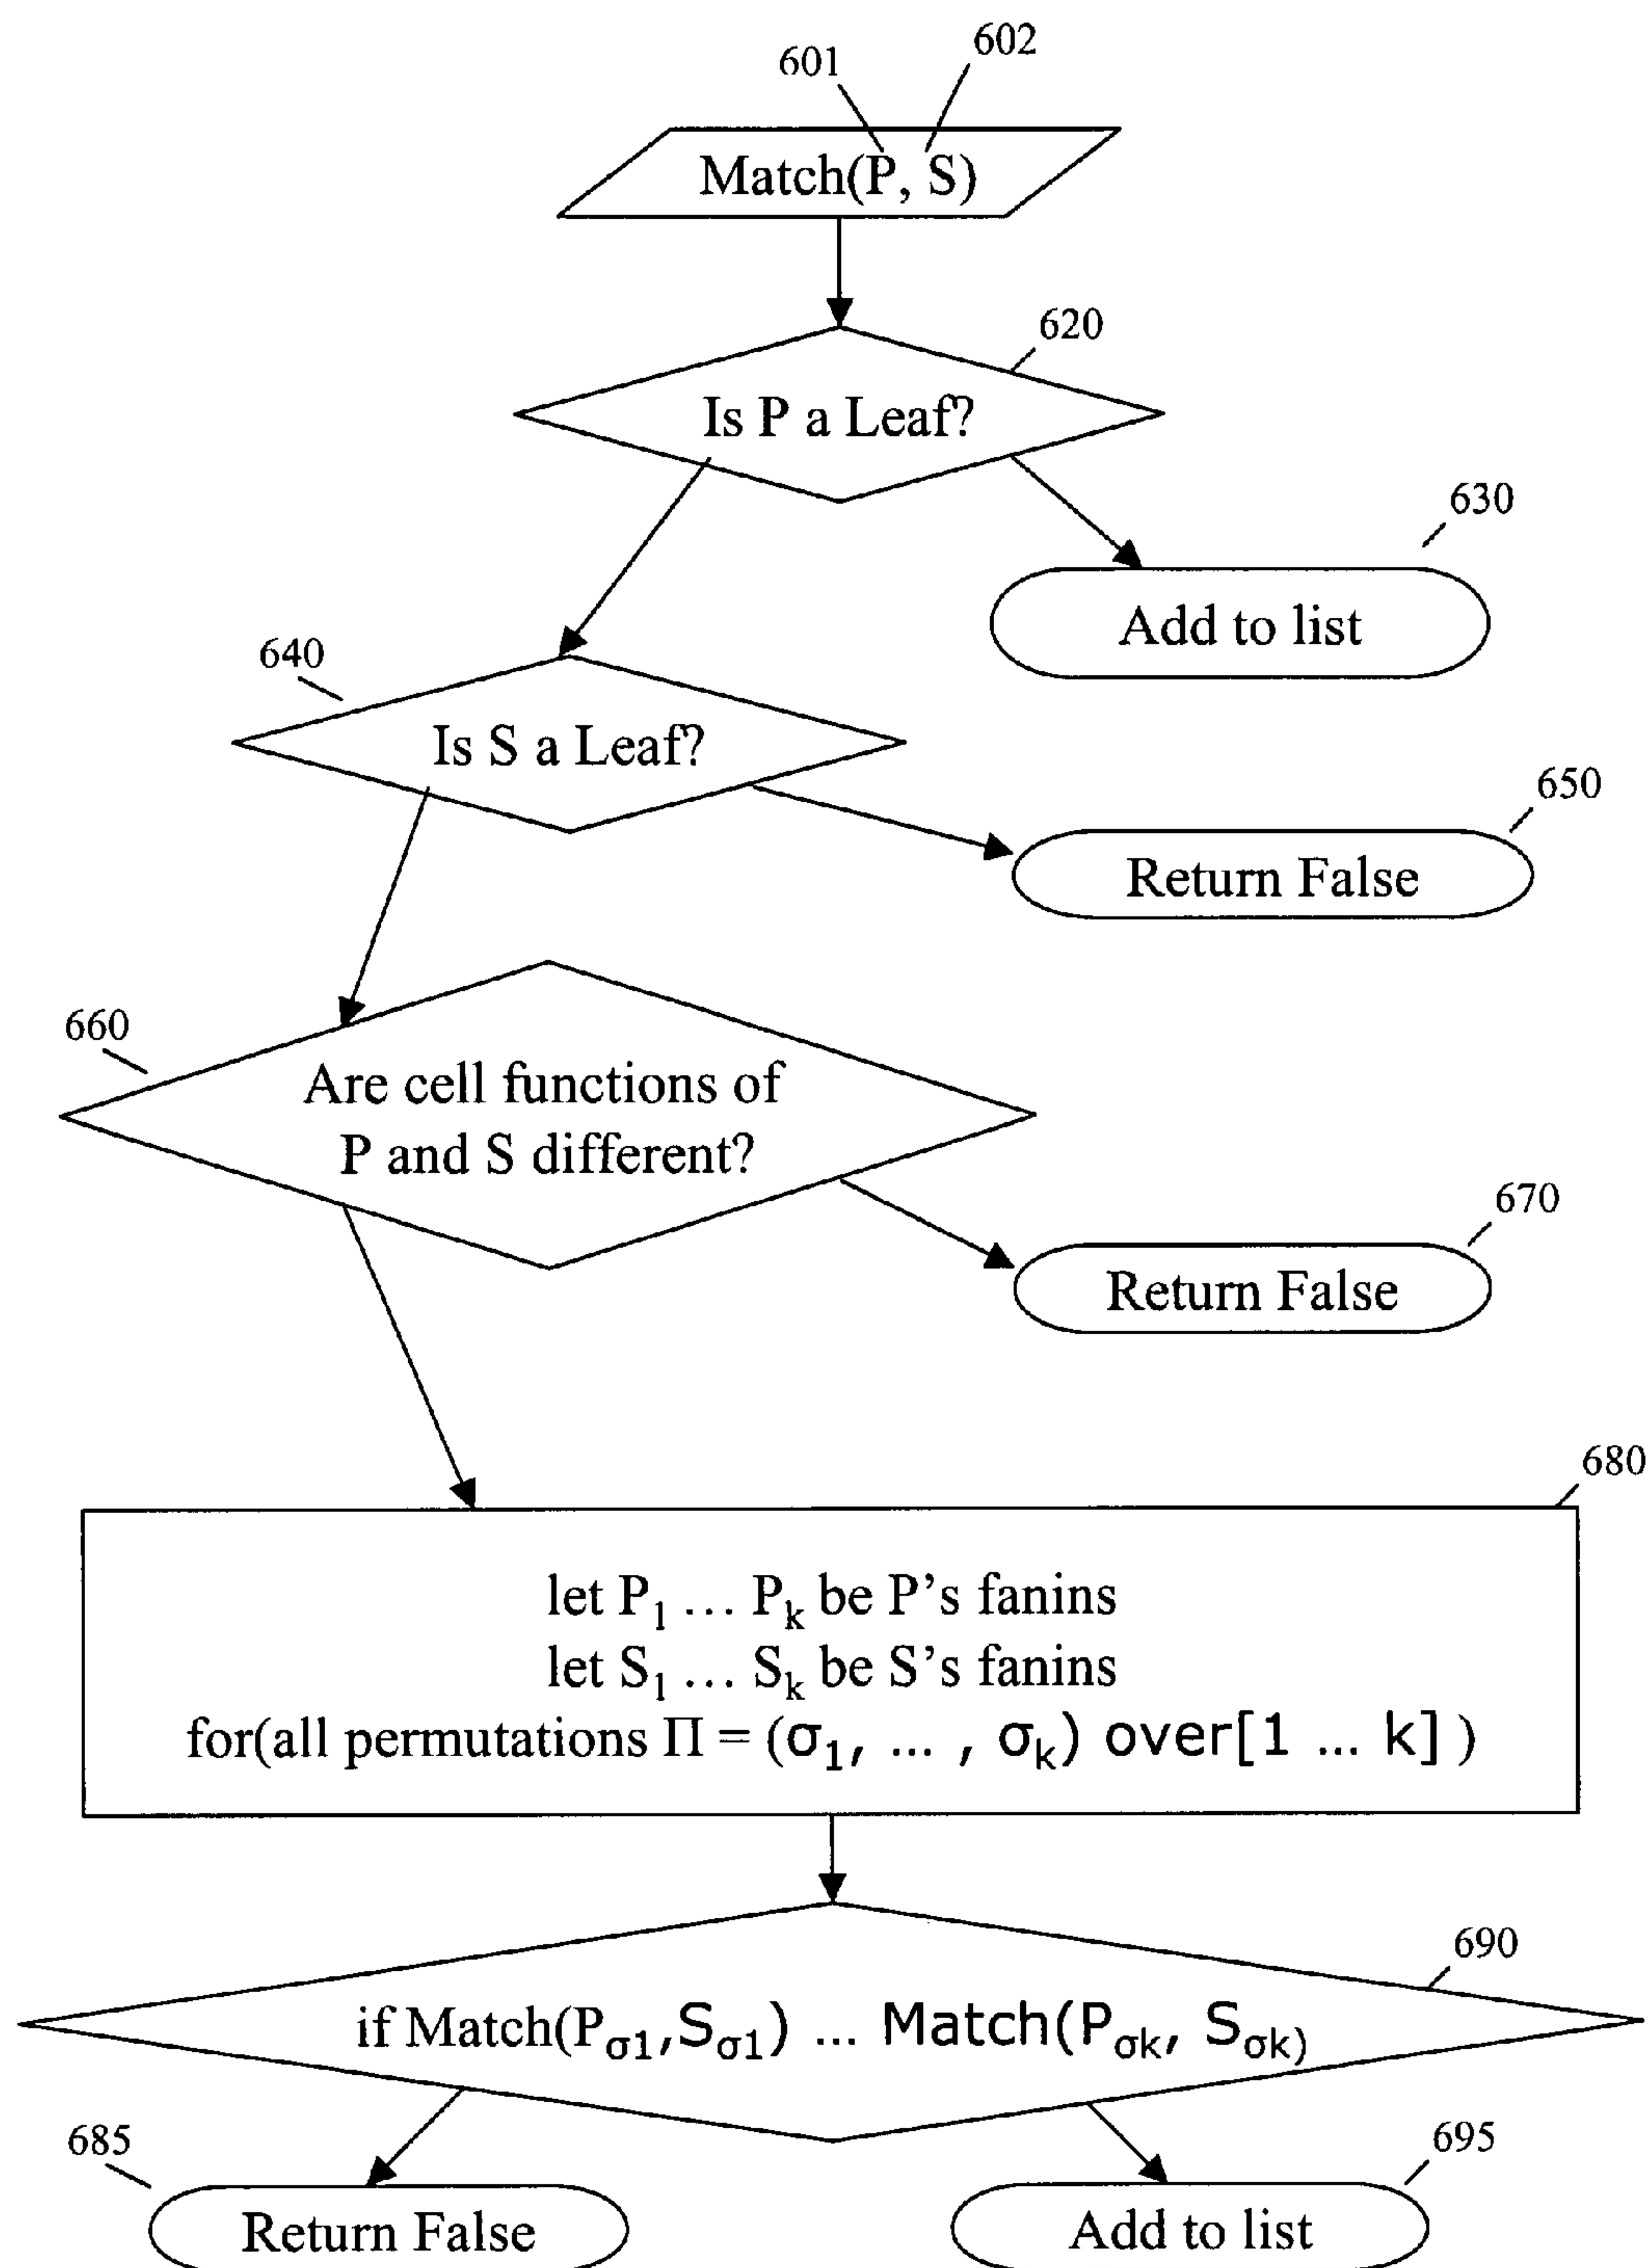 601
602
Match(P, S)
620
Is P a Leaf?
630
Add to list
640
Is S a Leaf?
650
Return False
660
Are cell functions of
P and S different?
670
Return False
680
let P₁ ... Pₖ be P's fanins
let S₁ ... Sₖ be S's fanins
for(all permutations Π = (σ₁, ... , σₖ) over[1 ... k] )
690
if Match(Pσ1,Sσ1) ... Match(Pσk, Sσk)
685
Return False
695
Add to list